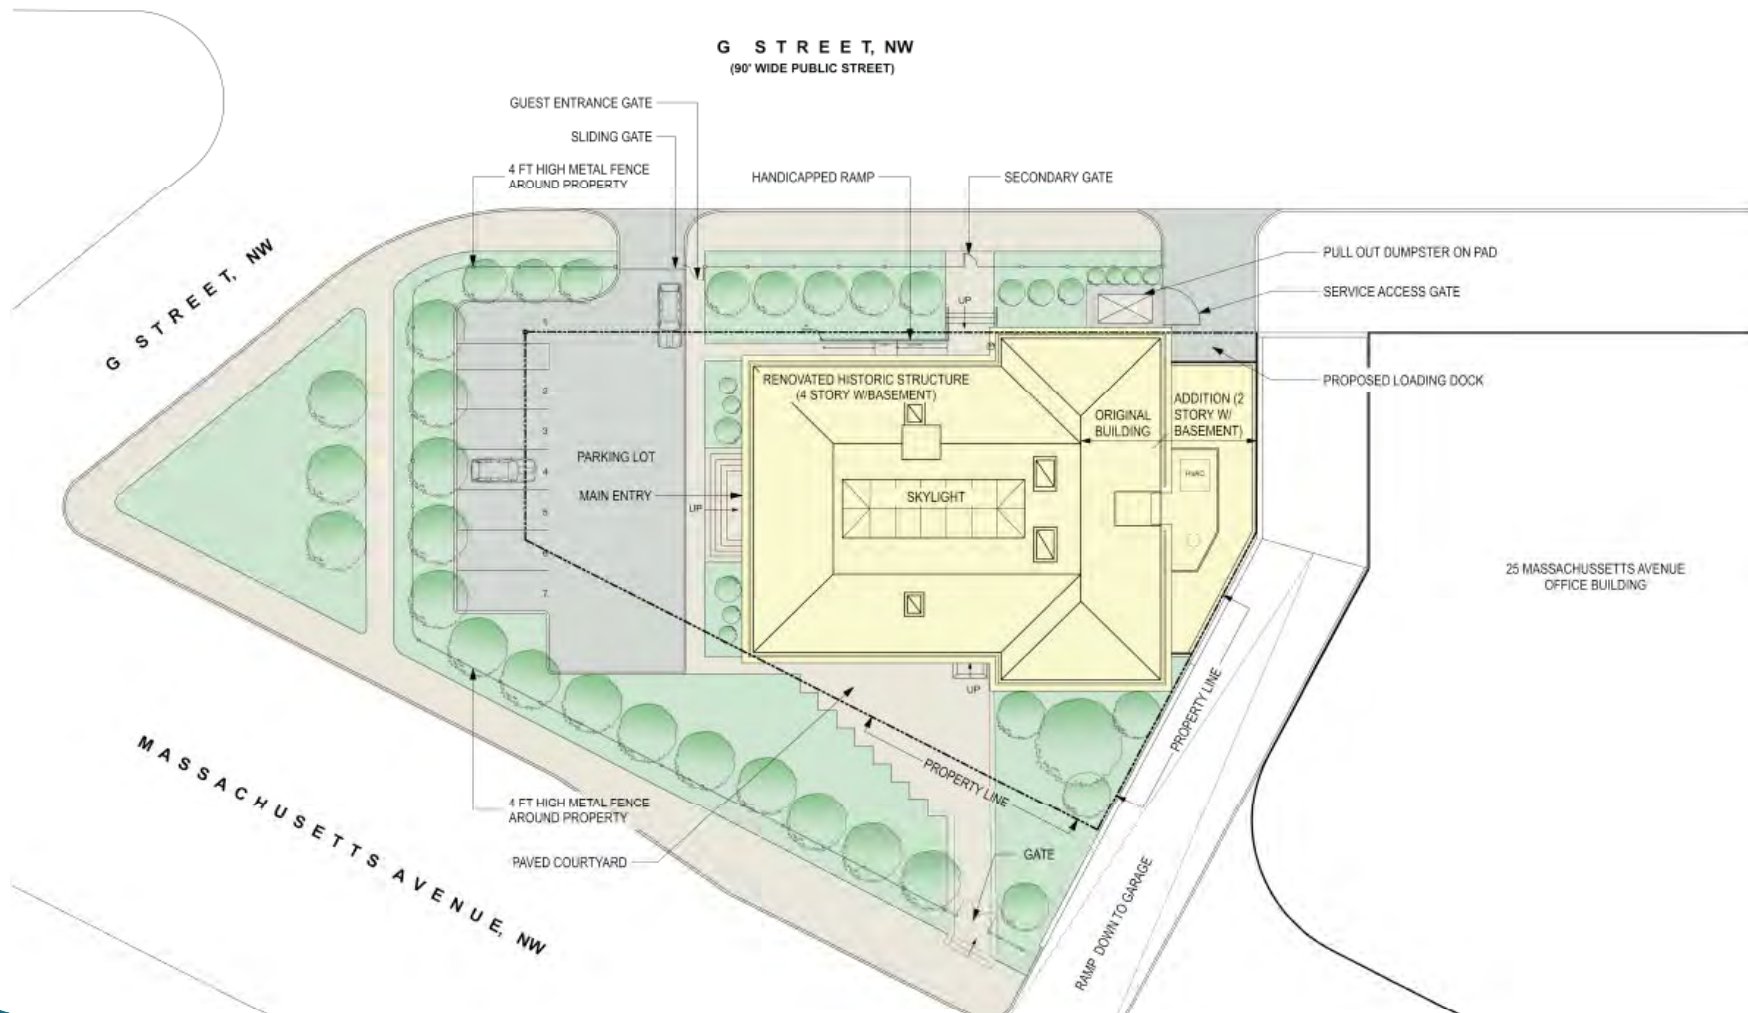 G STREET, NW
(90' WIDE PUBLIC STREET)
GUEST ENTRANCE GATE
SLIDING GATE
4 FT HIGH METAL FENCE
AROUND PROPERTY
HANDICAPPED RAMP
SECONDARY GATE
G STREET, NW
PULL OUT DUMPSTER ON PAD
SERVICE ACCESS GATE
UP
1
PROPOSED LOADING DOCK
RENOVATED HISTORIC STRUCTURE
(4 STORY W/BASEMENT)
ORIGINAL
BUILDING
ADDITION (2
STORY W/
BASEMENT)
2
3
4
5
6
7
PARKING LOT
MAIN ENTRY
UP
SKYLIGHT
HVAC
25 MASSACHUSSETTS AVENUE
OFFICE BUILDING
UP
PROPERTY LINE
PROPERTY LINE
MASSACHUSETTS AVENUE, NW
4 FT HIGH METAL FENCE
AROUND PROPERTY
PAVED COURTYARD
GATE
RAMP DOWN TO GARAGE